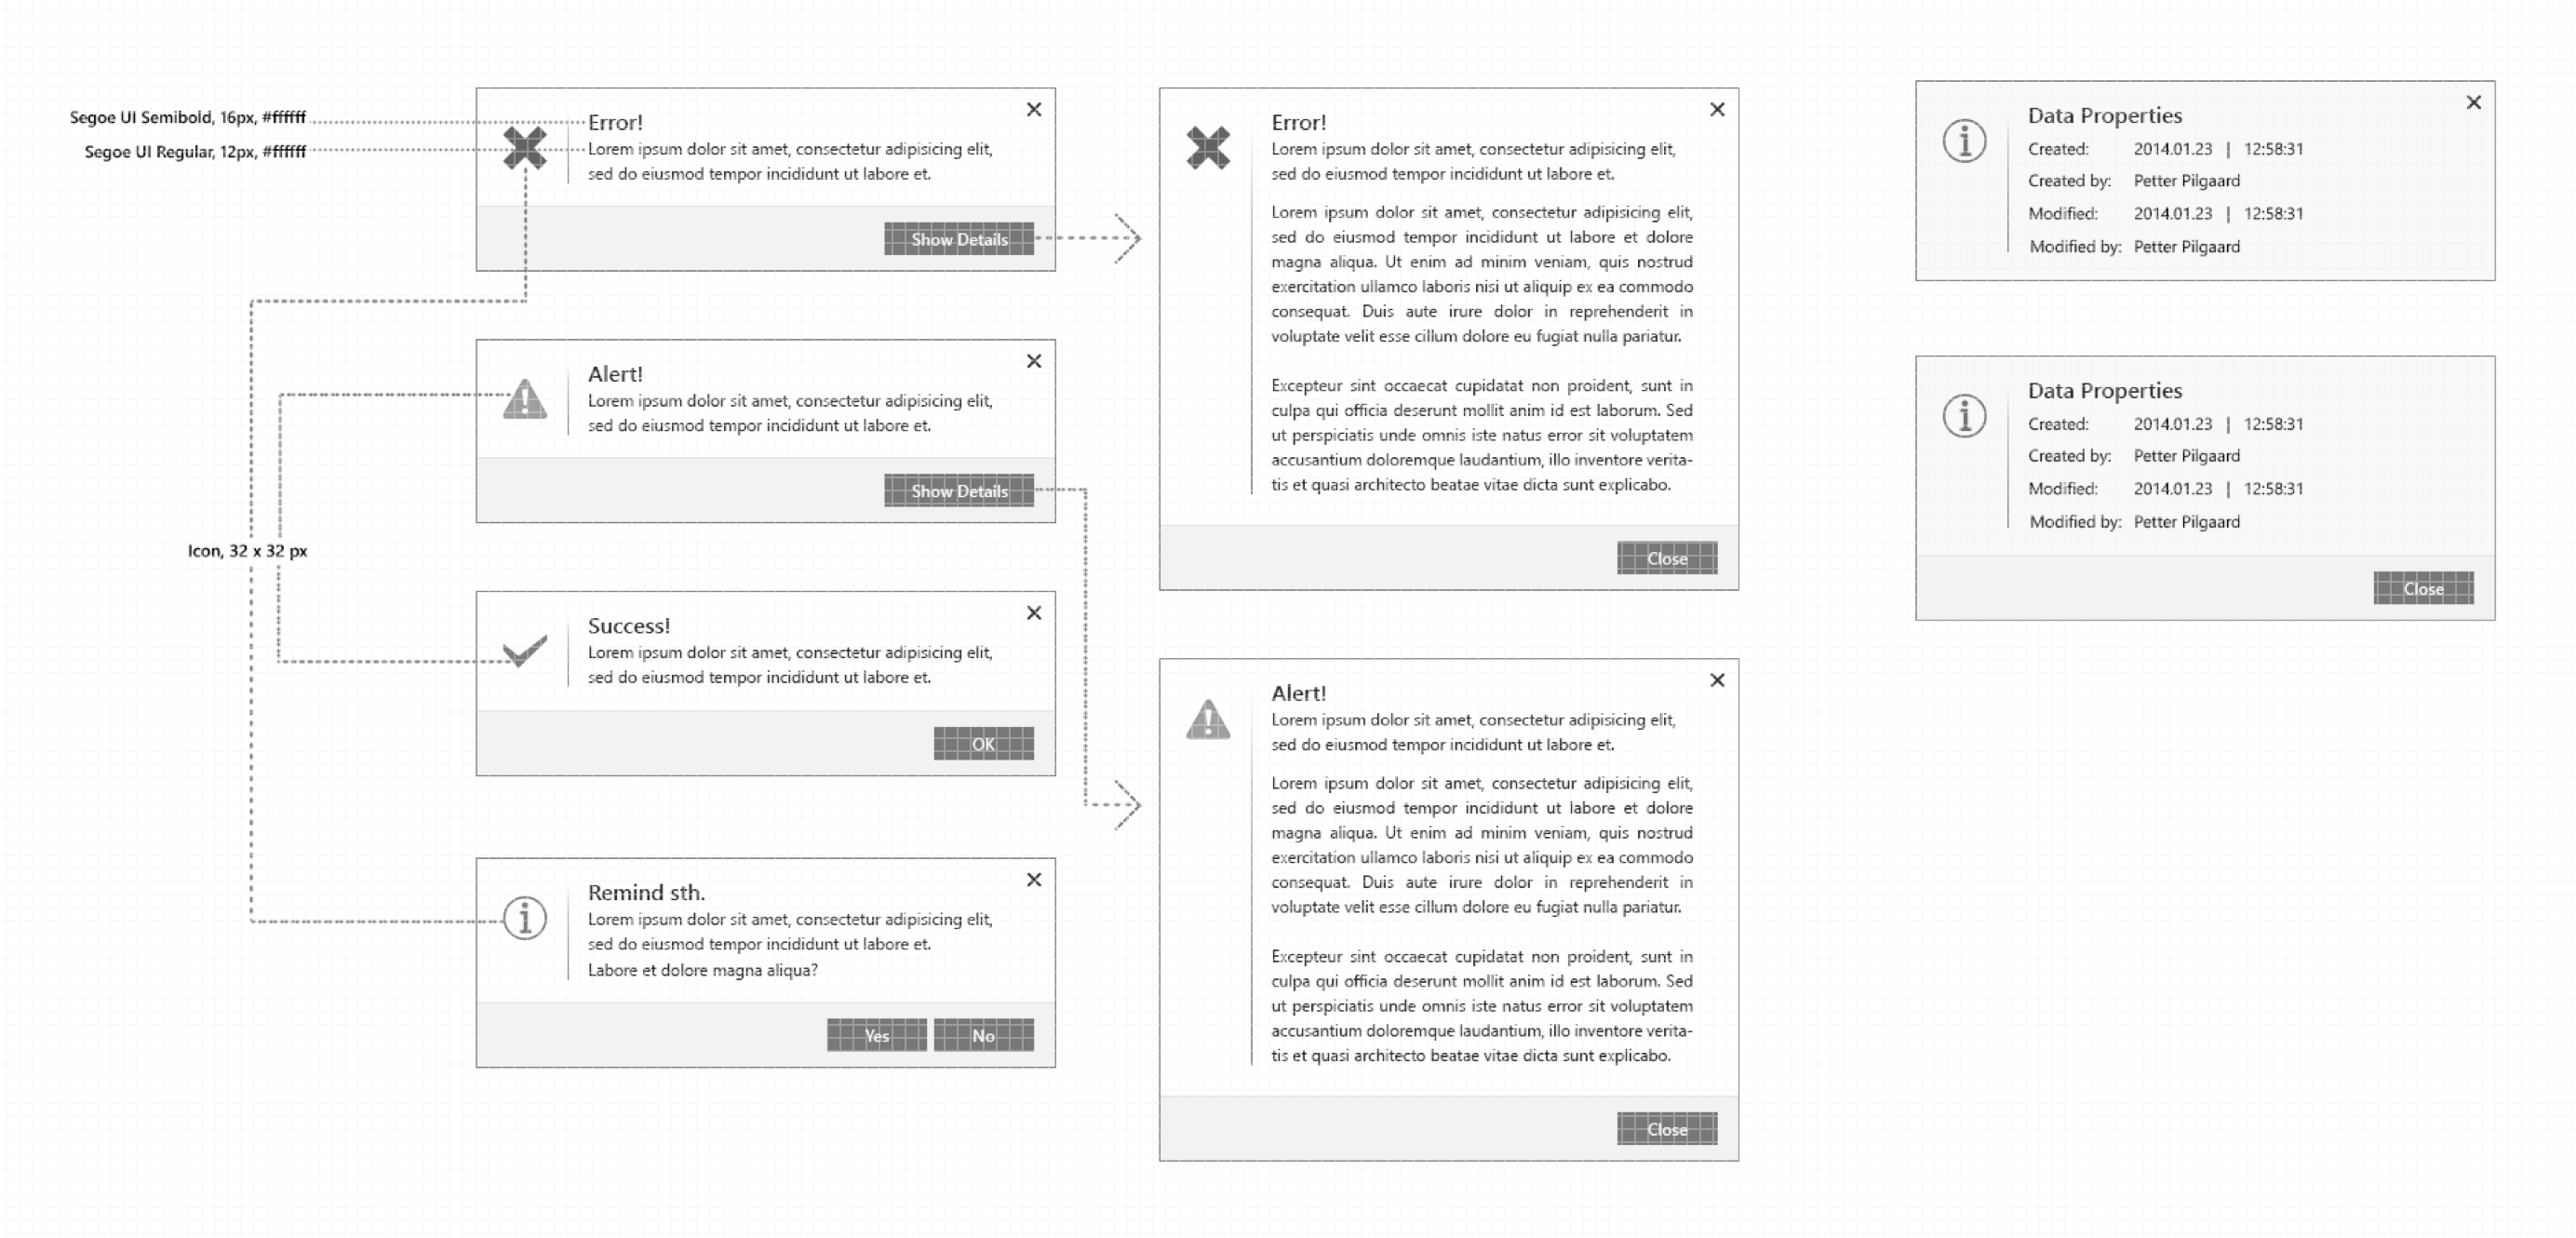 Segoe UI Semibold, 16px, #ffffff
Segoe UI Regular, 12px, #ffffff
Icon, 32 x 32 px
Error!
Lorem ipsum dolor sit amet, consectetur adipisicing elit,
sed do eiusmod tempor incididunt ut labore et.
Show Details
Alert!
Lorem ipsum dolor sit amet, consectetur adipisicing elit,
sed do eiusmod tempor incididunt ut labore et.
Show Details
Success!
Lorem ipsum dolor sit amet, consectetur adipisicing elit,
sed do eiusmod tempor incididunt ut labore et.
OK
Remind sth.
Lorem ipsum dolor sit amet, consectetur adipisicing elit,
sed do eiusmod tempor incididunt ut labore et.
Labore et dolore magna aliqua?
Yes No
Error!
Lorem ipsum dolor sit amet, consectetur adipisicing elit,
sed do eiusmod tempor incididunt ut labore et.
Lorem ipsum dolor sit amet, consectetur adipisicing elit,
sed do eiusmod tempor incididunt ut labore et dolore
magna aliqua. Ut enim ad minim veniam, quis nostrud
exercitation ullamco laboris nisi ut aliquip ex ea commodo
consequat. Duis aute irure dolor in reprehenderit in
voluptate velit esse cillum dolore eu fugiat nulla pariatur.
Excepteur sint occaecat cupidatat non proident, sunt in
culpa qui officia deserunt mollit anim id est laborum. Sed
ut perspiciatis unde omnis iste natus error sit voluptatem
accusantium doloremque laudantium, illo inventore verita-
tis et quasi architecto beatae vitae dicta sunt explicabo.
Close
Alert!
Lorem ipsum dolor sit amet, consectetur adipisicing elit,
sed do eiusmod tempor incididunt ut labore et.
Lorem ipsum dolor sit amet, consectetur adipisicing elit,
sed do eiusmod tempor incididunt ut labore et dolore
magna aliqua. Ut enim ad minim veniam, quis nostrud
exercitation ullamco laboris nisi ut aliquip ex ea commodo
consequat. Duis aute irure dolor in reprehenderit in
voluptate velit esse cillum dolore eu fugiat nulla pariatur.
Excepteur sint occaecat cupidatat non proident, sunt in
culpa qui officia deserunt mollit anim id est laborum. Sed
ut perspiciatis unde omnis iste natus error sit voluptatem
accusantium doloremque laudantium, illo inventore verita-
tis et quasi architecto beatae vitae dicta sunt explicabo.
Close
Data Properties
Created: 2014.01.23 | 12:58:31
Created by: Petter Pilgaard
Modified: 2014.01.23 | 12:58:31
Modified by: Petter Pilgaard
Data Properties
Created: 2014.01.23 | 12:58:31
Created by: Petter Pilgaard
Modified: 2014.01.23 | 12:58:31
Modified by: Petter Pilgaard
Close